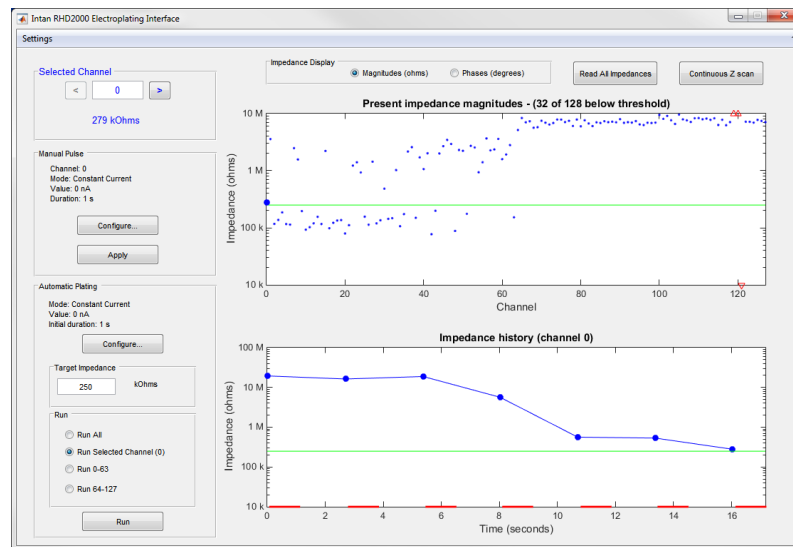 Intan RHD2000 Electroplating Interface
Settings
Selected Channel
< 0 >
279 kOhms
Impedance Display
Magnitudes (ohms) Phases (degrees)
Read All Impedances
Continuous Z scan
Manual Pulse
Channel: 0
Mode: Constant Current
Value: 0 nA
Duration: 1 s
Configure...
Apply
Automatic Plating
Mode: Constant Current
Value: 0 nA
Initial duration: 1 s
Configure...
Target Impedance
250 kOhms
Run
Run All
Run Selected Channel (0)
Run 0-63
Run 64-127
Run
Present impedance magnitudes - (32 of 128 below threshold)
Impedance (ohms)
10 M
1 M
100 k
10 k
0 20 40 60 80 100 120
Channel
Impedance history (channel 0)
Impedance (ohms)
100 M
10 M
1 M
100 k
10 k
0 2 4 6 8 10 12 14 16
Time (seconds)